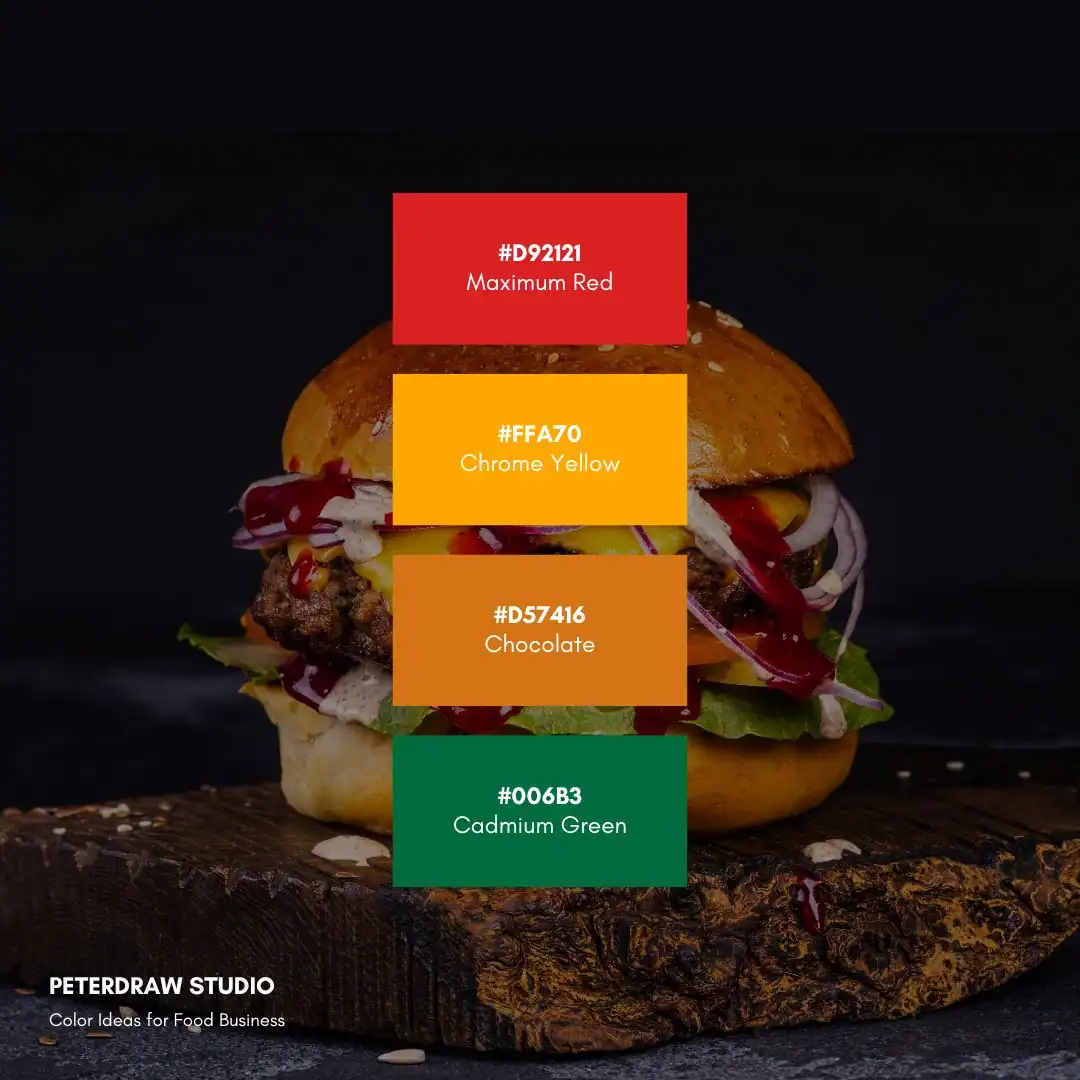 #D92121
Maximum Red
#FFA70
Chrome Yellow
#D57416
Chocolate
#006B3
Cadmium Green
PETERDRAW STUDIO
Color Ideas for Food Business